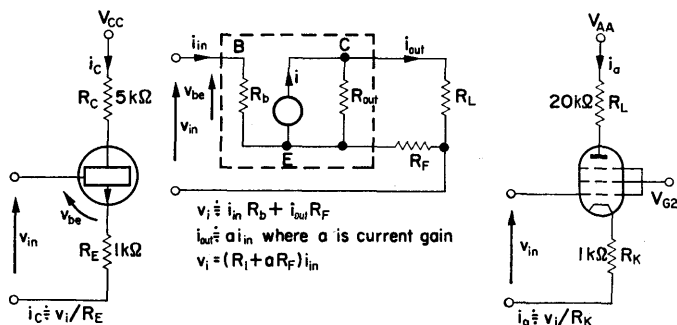 V_CC
i_C
R_C 5kΩ
v_be
v_in
R_E 1kΩ
i_C ≑ v_i/R_E
i_in
B
C
i_out
v_be
R_b
i
R_out
R_L
v_in
E
R_F
v_i ≑ i_in R_b + i_out R_F
i_out ≑ a i_in where a is current gain
v_i = (R_i + aR_F) i_in
V_AA
i_a
20kΩ R_L
V_G2
v_in
1kΩ R_K
i_a ≑ v_i/R_K